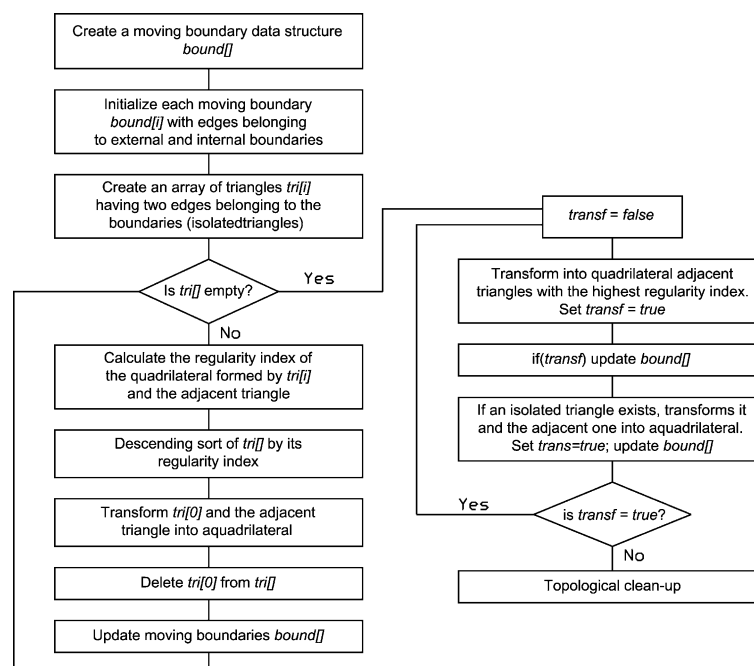 Create a moving boundary data structure
bound[]
Initialize each moving boundary
bound[i] with edges belonging
to external and internal boundaries
Create an array of triangles tri[i]
having two edges belonging to the
boundaries (isolatedtriangles)
Is tri[] empty?
Yes
No
Calculate the regularity index of
the quadrilateral formed by tri[i]
and the adjacent triangle
Descending sort of tri[] by its
regularity index
Transform tri[0] and the adjacent
triangle into aquadrilateral
Delete tri[0] from tri[]
Update moving boundaries bound[]
transf = false
Transform into quadrilateral adjacent
triangles with the highest regularity index.
Set transf = true
if(transf) update bound[]
If an isolated triangle exists, transforms it
and the adjacent one into aquadrilateral.
Set trans=true; update bound[]
is transf = true?
Yes
No
Topological clean-up